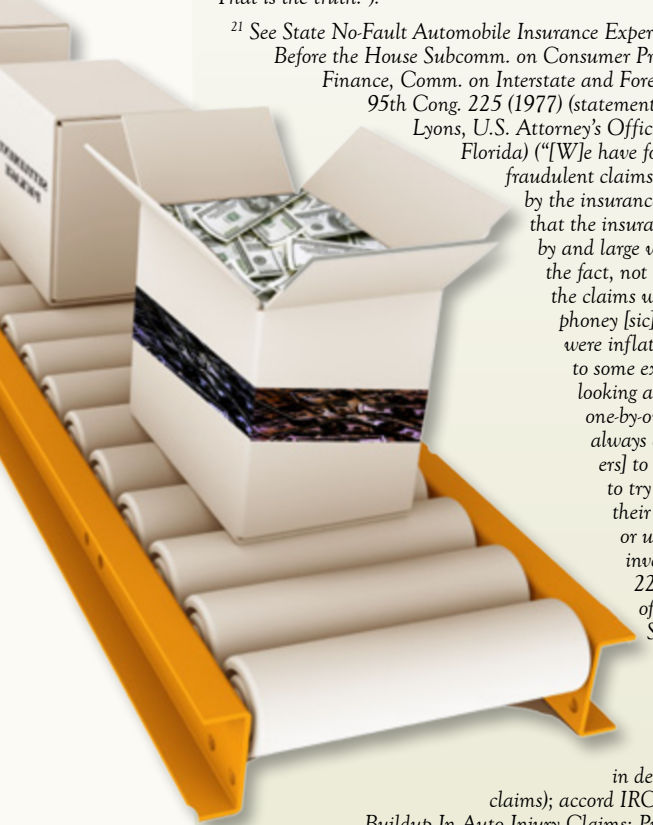 That is the truth.").
21 See State No-Fault Automobile Insurance Exper
Before the House Subcomm. on Consumer Pr
Finance, Comm. on Interstate and Fore
95th Cong. 225 (1977) (statement
Lyons, U.S. Attorney's Offic
Florida) ("[W]e have fo
fraudulent claims
by the insuranc
that the insura
by and large w
the fact, not
the claims w
phoney [sic]
were inflat
to some ex
looking a
one-by-o
always
ers] to
to try
their
or u
inv
22
of
S
in de
claims); accord IRC
Buildup In Auto Injury Claims: P